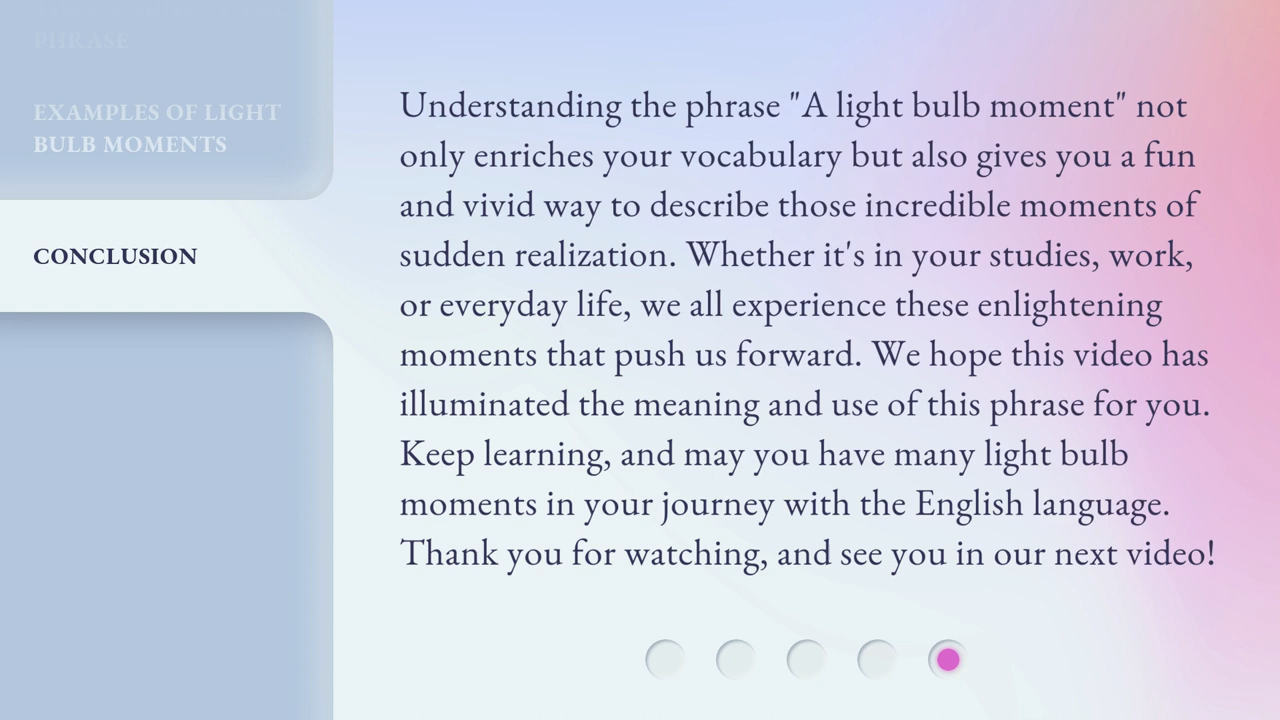 PHRASE
EXAMPLES OF LIGHT
BULB MOMENTS
CONCLUSION
Understanding the phrase "A light bulb moment" not
only enriches your vocabulary but also gives you a fun
and vivid way to describe those incredible moments of
sudden realization. Whether it's in your studies, work,
or everyday life, we all experience these enlightening
moments that push us forward. We hope this video has
illuminated the meaning and use of this phrase for you.
Keep learning, and may you have many light bulb
moments in your journey with the English language.
Thank you for watching, and see you in our next video!